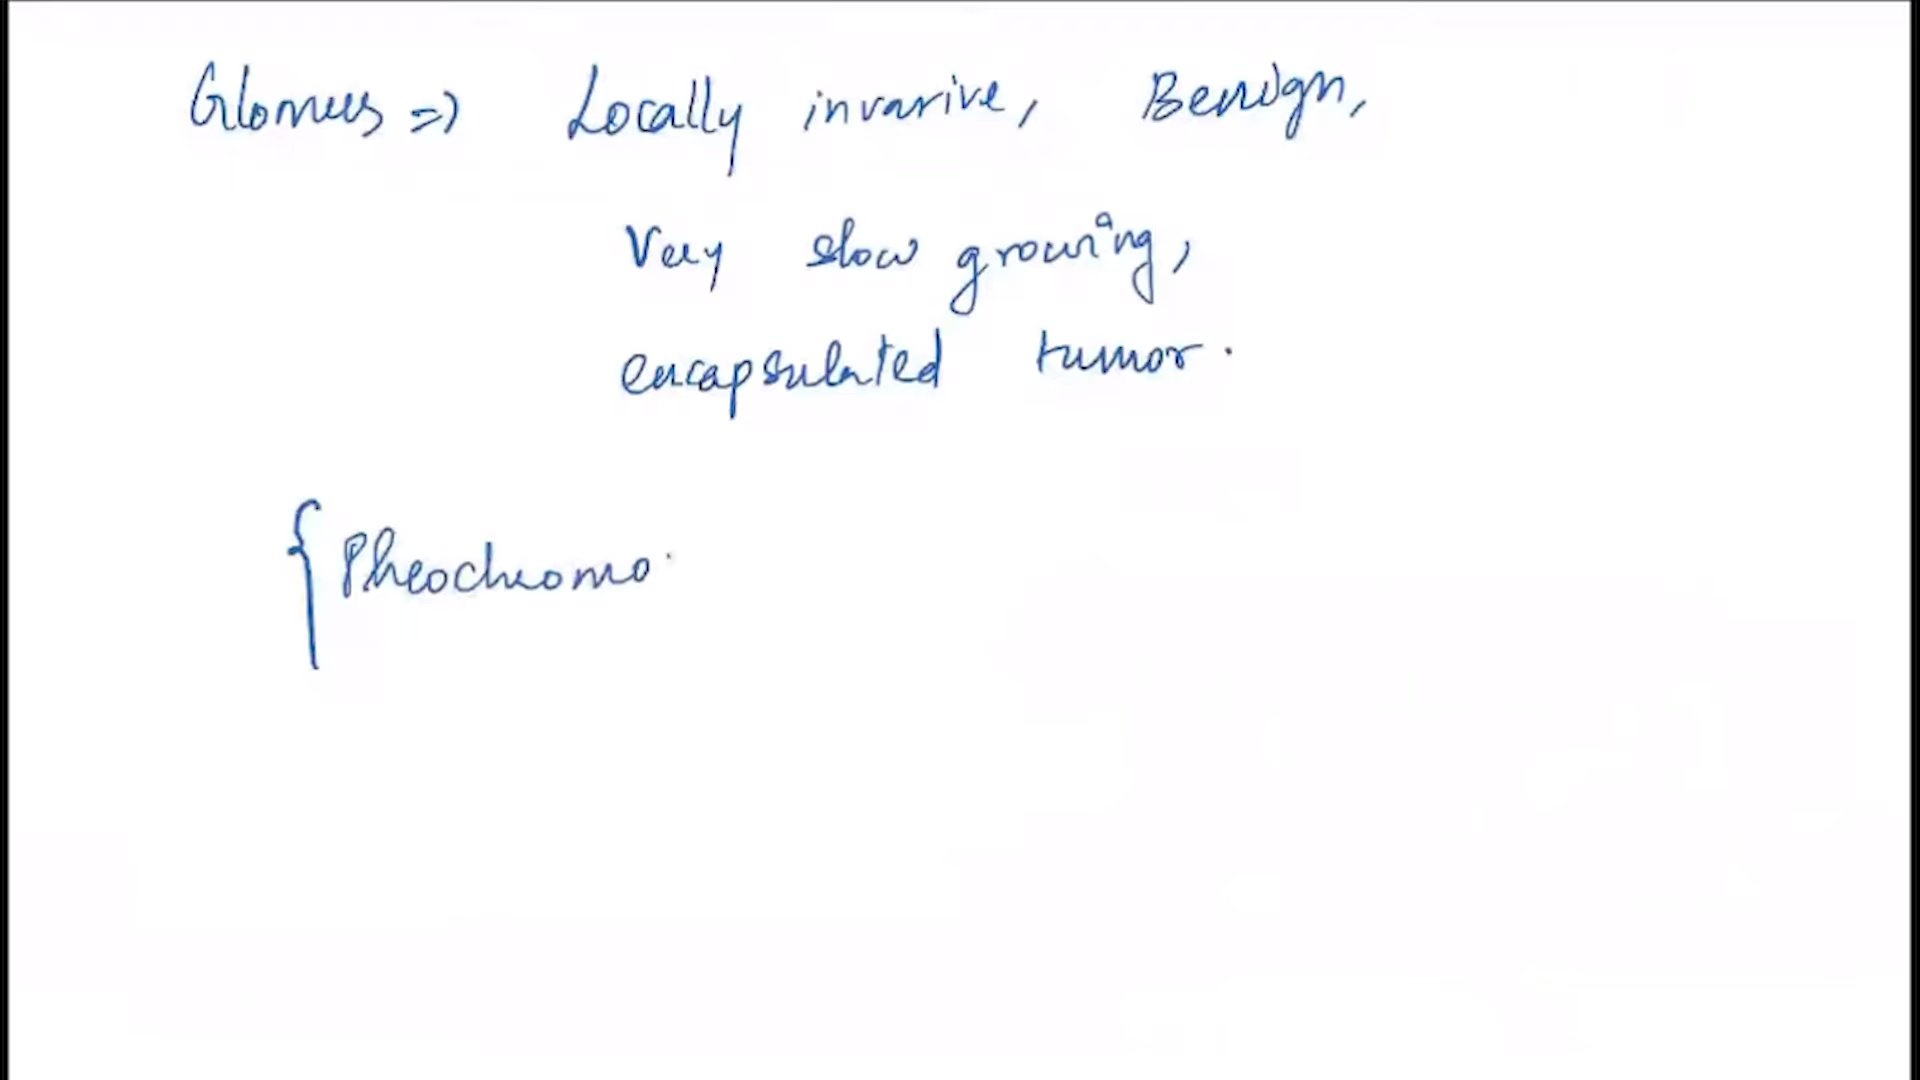 Glomus => Locally invasive, Benign,
Very slow growing,
encapsulated tumor.
{ Pheochromo